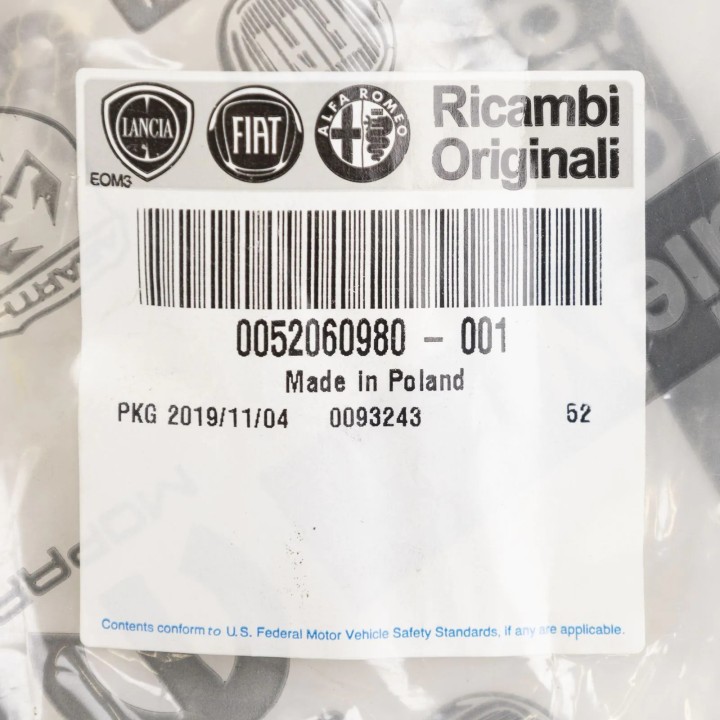 LANCIA FIAT ALFA ROMEO Ricambi
Originali
EOM3
0052060980 - 001
Made in Poland
PKG 2019/11/04 0093243 52
MOPAR
Contents conform to U.S. Federal Motor Vehicle Safety Standards, if any are applicable.